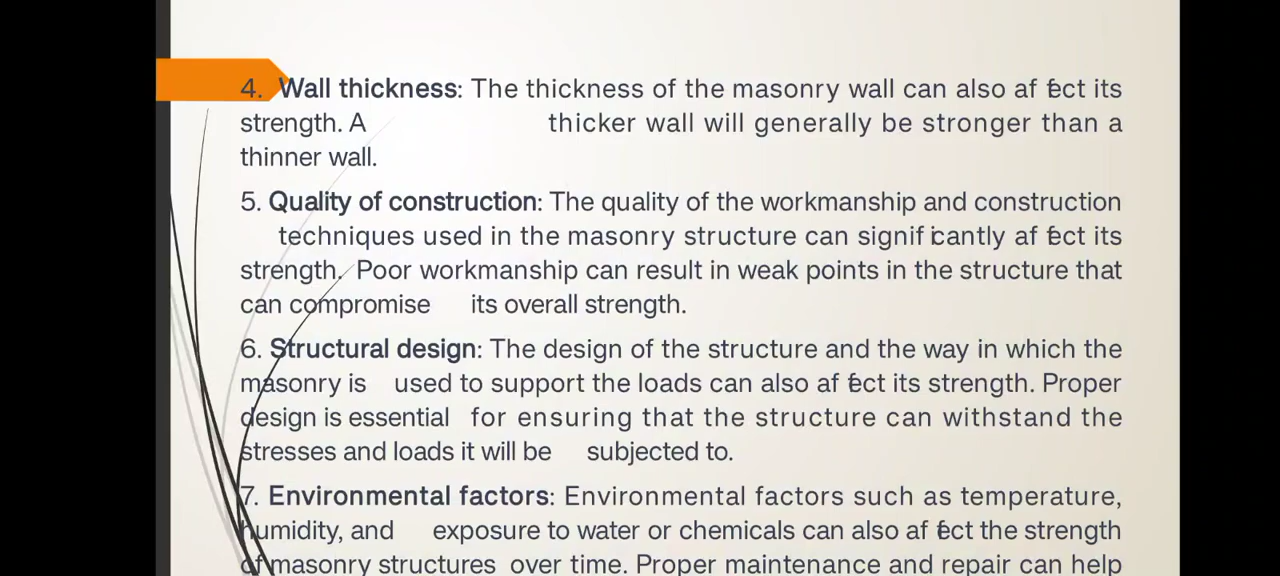 4. Wall thickness: The thickness of the masonry wall can also affect its
strength. A thicker wall will generally be stronger than a
thinner wall.
5. Quality of construction: The quality of the workmanship and construction
techniques used in the masonry structure can significantly affect its
strength. Poor workmanship can result in weak points in the structure that
can compromise its overall strength.
6. Structural design: The design of the structure and the way in which the
masonry is used to support the loads can also affect its strength. Proper
design is essential for ensuring that the structure can withstand the
stresses and loads it will be subjected to.
7. Environmental factors: Environmental factors such as temperature,
humidity, and exposure to water or chemicals can also affect the strength
of masonry structures over time. Proper maintenance and repair can help